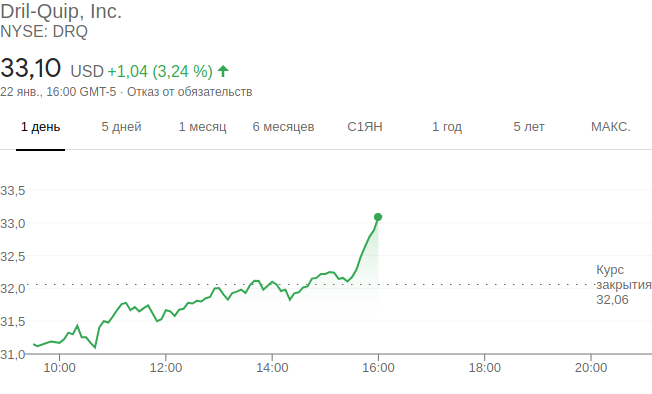 Dril-Quip, Inc.
NYSE: DRQ
33,10 USD +1,04 (3,24 %)
22 янв., 16:00 GMT-5 · Отказ от обязательств
1 день 5 дней 1 месяц 6 месяцев С1ЯН 1 год 5 лет МАКС.
33,5
33,0
32,5
Курс
закрытия
32,06
32,0
31,5
31,0
10:00 12:00 14:00 16:00 18:00 20:00